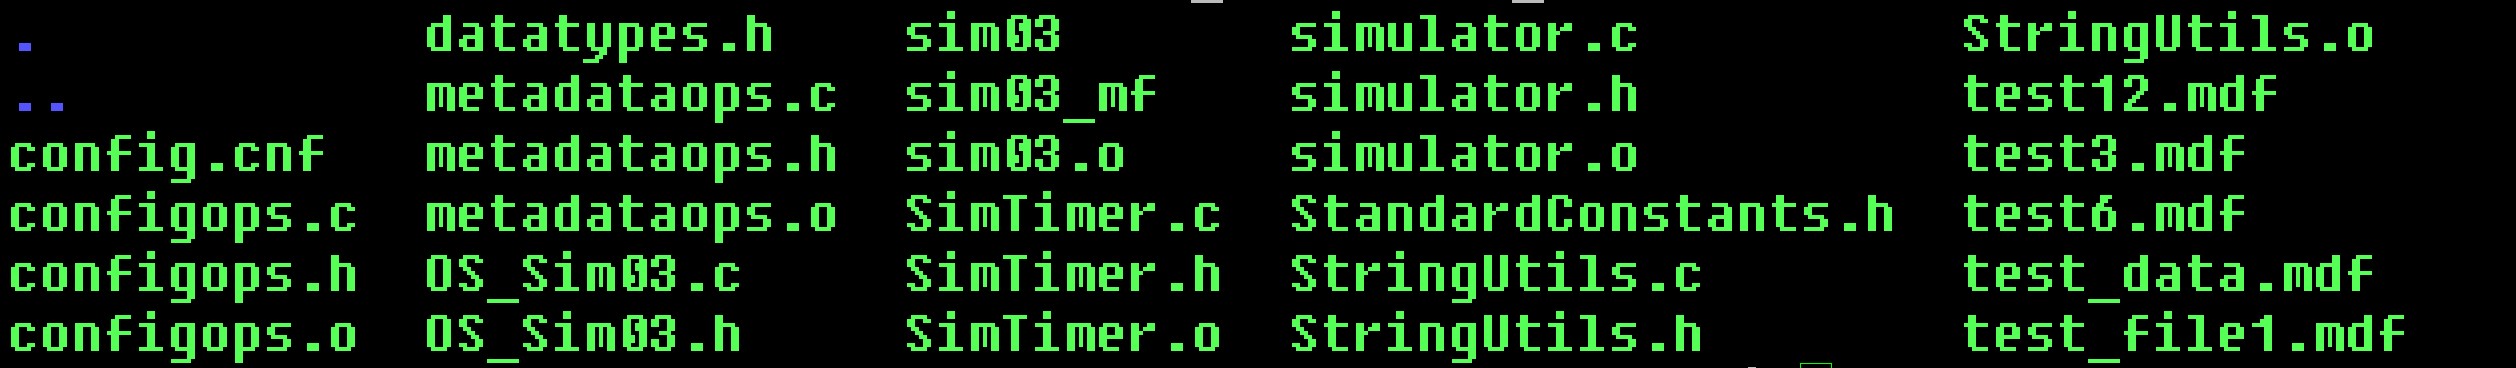 . datatypes.h sim03 simulator.c StringUtils.o
.. metadataops.c sim03_mf simulator.h test12.mdf
config.cnf metadataops.h sim03.o simulator.o test3.mdf
configops.c metadataops.o SimTimer.c StandardConstants.h test6.mdf
configops.h OS_Sim03.c SimTimer.h StringUtils.c test_data.mdf
configops.o OS_Sim03.h SimTimer.o StringUtils.h test_file1.mdf